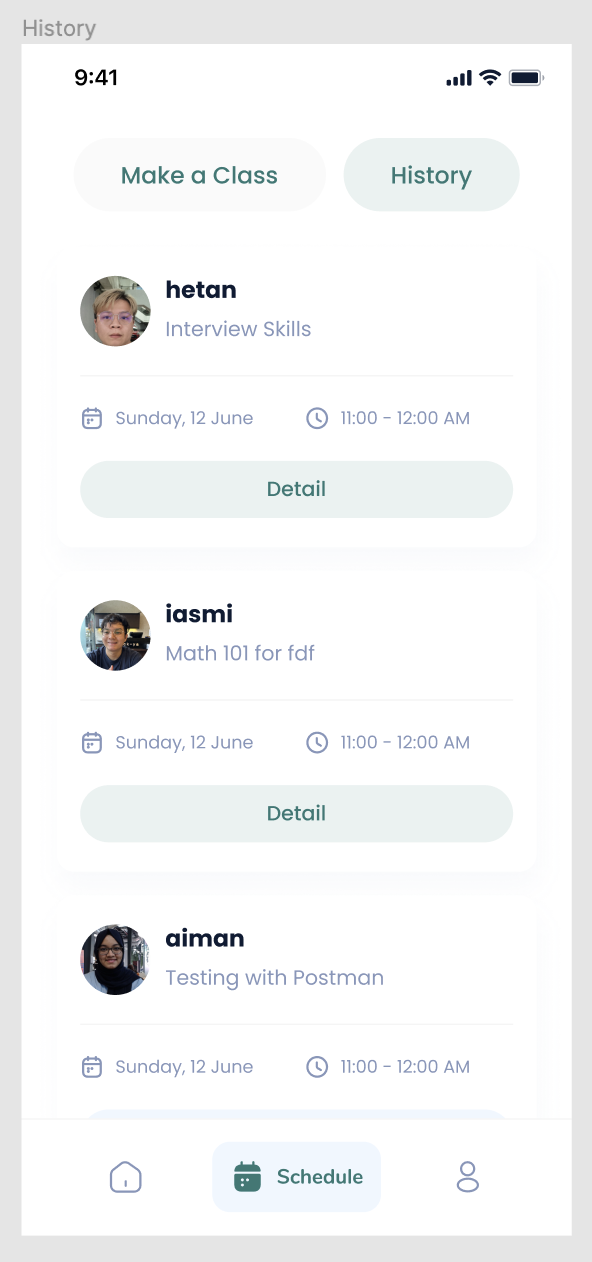 History
9:41
Make a Class
History
hetan
Interview Skills
Sunday, 12 June
11:00 - 12:00 AM
Detail
iasmi
Math 101 for fdf
Sunday, 12 June
11:00 - 12:00 AM
Detail
aiman
Testing with Postman
Sunday, 12 June
11:00 - 12:00 AM
Schedule